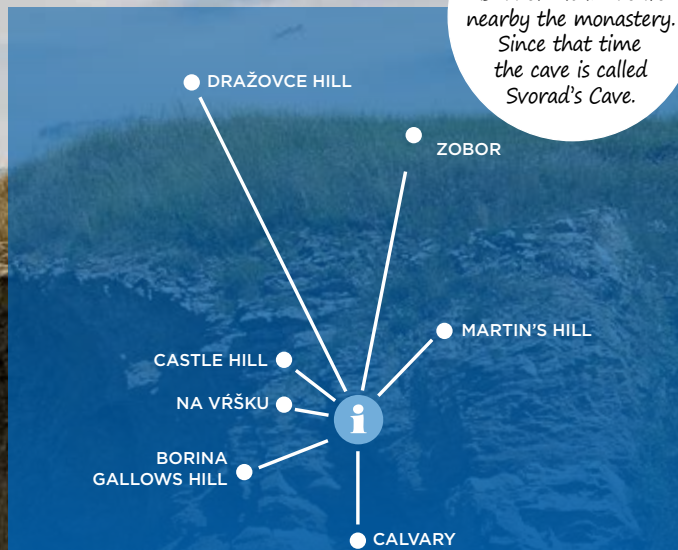 nearby the monastery.
Since that time
the cave is called
Svorad's Cave.
DRAŽOVCE HILL
ZOBOR
MARTIN'S HILL
CASTLE HILL
NA VŔŠKU
BORINA
GALLOWS HILL
i
CALVARY